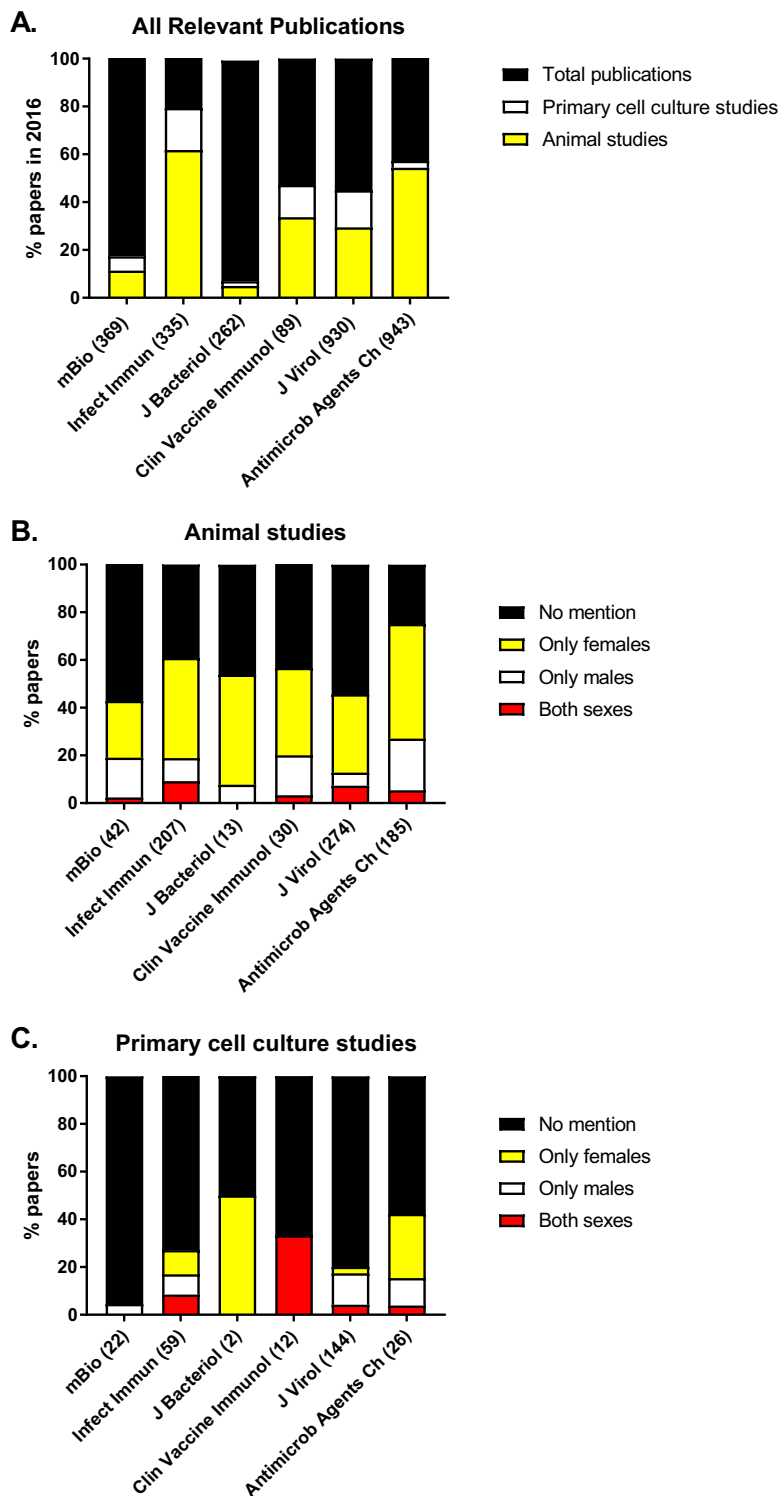 A.
All Relevant Publications
% papers in 2016
100
80
60
40
20
0
mBio (369)
Infect Immun (335)
J Bacteriol (262)
Clin Vaccine Immunol (89)
J Virol (930)
Antimicrob Agents Ch (943)
Total publications
Primary cell culture studies
Animal studies
B.
Animal studies
% papers
100
80
60
40
20
0
mBio (42)
Infect Immun (207)
J Bacteriol (13)
Clin Vaccine Immunol (30)
J Virol (274)
Antimicrob Agents Ch (185)
No mention
Only females
Only males
Both sexes
C.
Primary cell culture studies
% papers
100
80
60
40
20
0
mBio (22)
Infect Immun (59)
J Bacteriol (2)
Clin Vaccine Immunol (12)
J Virol (144)
Antimicrob Agents Ch (26)
No mention
Only females
Only males
Both sexes